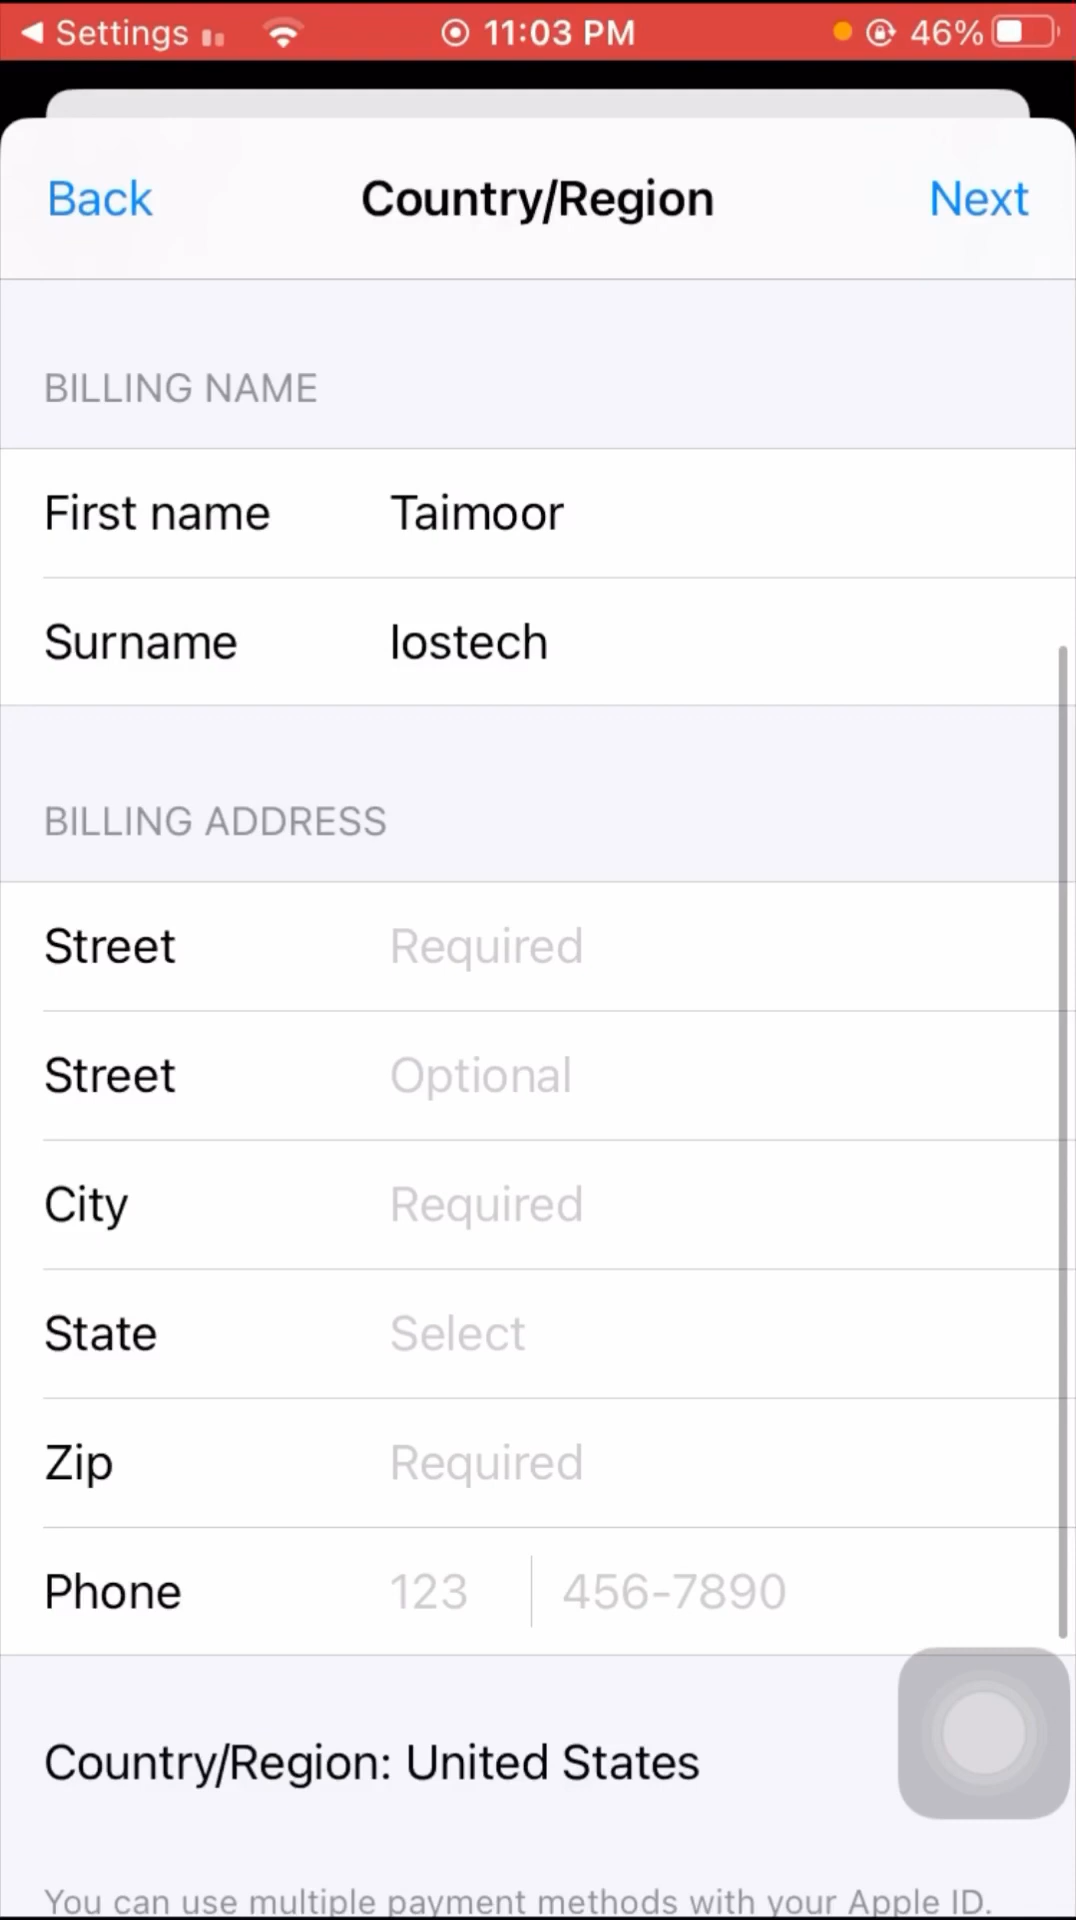 Settings 11:03 PM 46%
Back Country/Region Next
BILLING NAME
First name Taimoor
Surname Iostech
BILLING ADDRESS
Street Required
Street Optional
City Required
State Select
Zip Required
Phone 123 456-7890
Country/Region: United States
You can use multiple payment methods with your Apple ID.